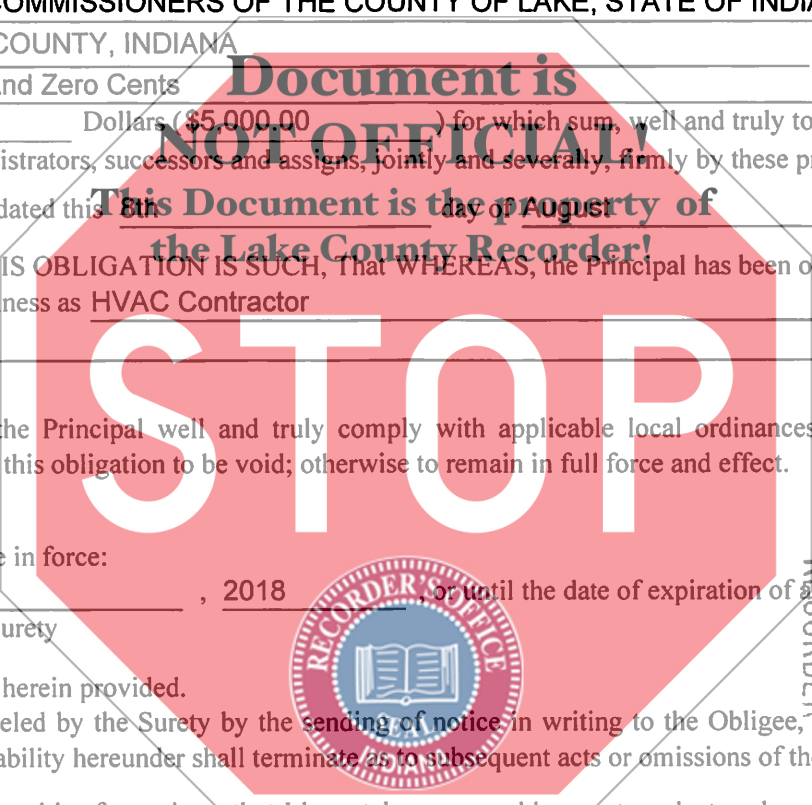 COMMISSIONERS OF THE COUNTY OF LAKE, STATE OF INDIA
COUNTY, INDIANA
nd Zero Cents
Document is
Dollars ( $5,000.00 ) for which sum, well and truly to
NOT OFFICIAL!
istrators, successors and assigns, jointly and severally, firmly by these p
This Document is the property of
dated this 8th day of August
the Lake County Recorder!
IS OBLIGATION IS SUCH, That WHEREAS, the Principal has been o
ness as HVAC Contractor
STOP
the Principal well and truly comply with applicable local ordinances
this obligation to be void; otherwise to remain in full force and effect.
e in force:
, 2018 , or until the date of expiration of a
urety
RECORDER'S OFFICE
INDIANA
RECORDER
herein provided.
eled by the Surety by the sending of notice in writing to the Obligee,
ability hereunder shall terminate as to subsequent acts or omissions of th